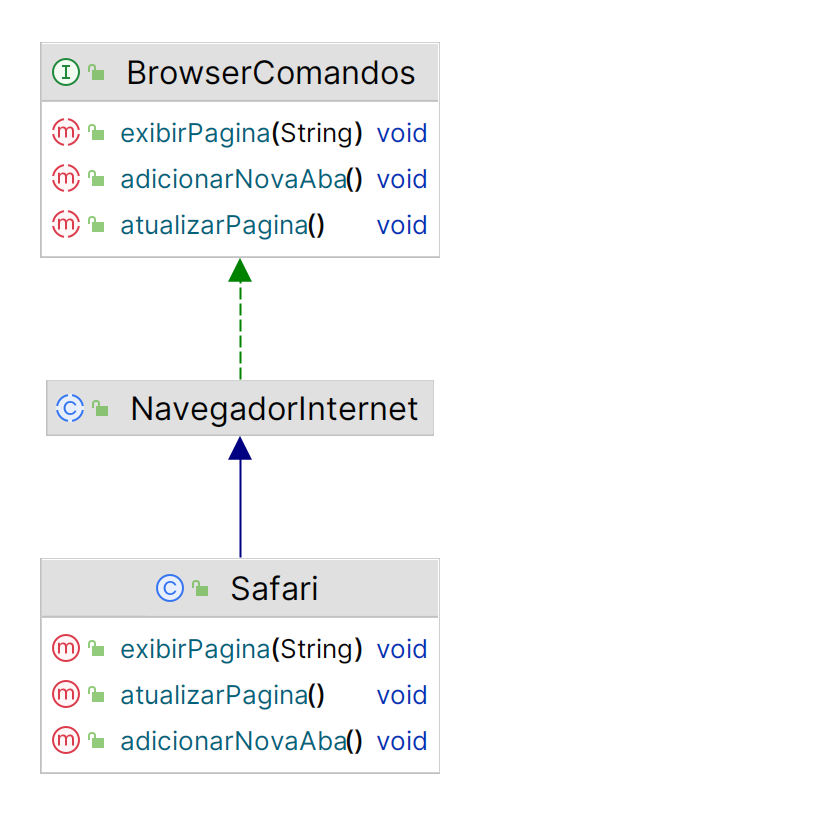 I BrowserComandos
m exibirPagina(String) void
m adicionarNovaAba() void
m atualizarPagina() void
C NavegadorInternet
C Safari
m exibirPagina(String) void
m atualizarPagina() void
m adicionarNovaAba() void